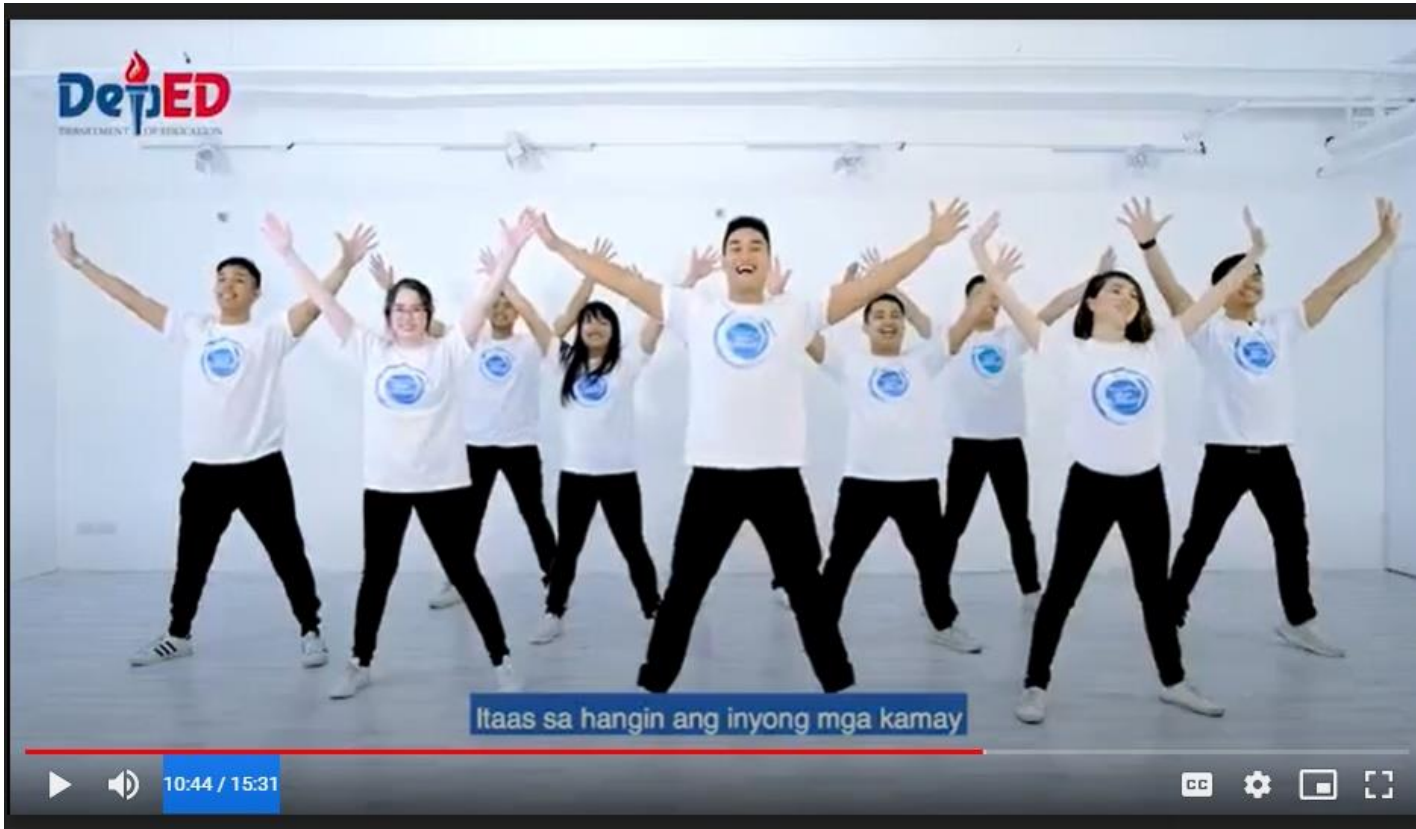 DepED
DEPARTMENT OF EDUCATION
Itaas sa hangin ang inyong mga kamay
10:44 / 15:31
CC